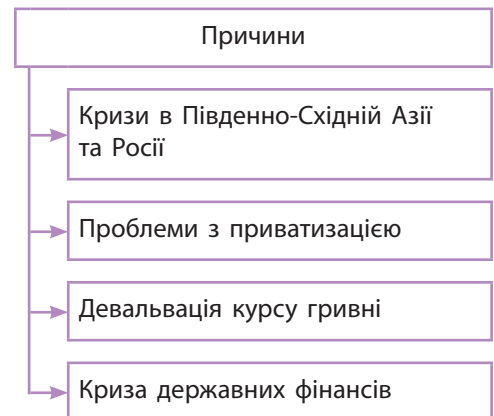 Причини
Кризи в Південно-Східній Азії
та Росії
Проблеми з приватизацією
Девальвація курсу гривні
Криза державних фінансів